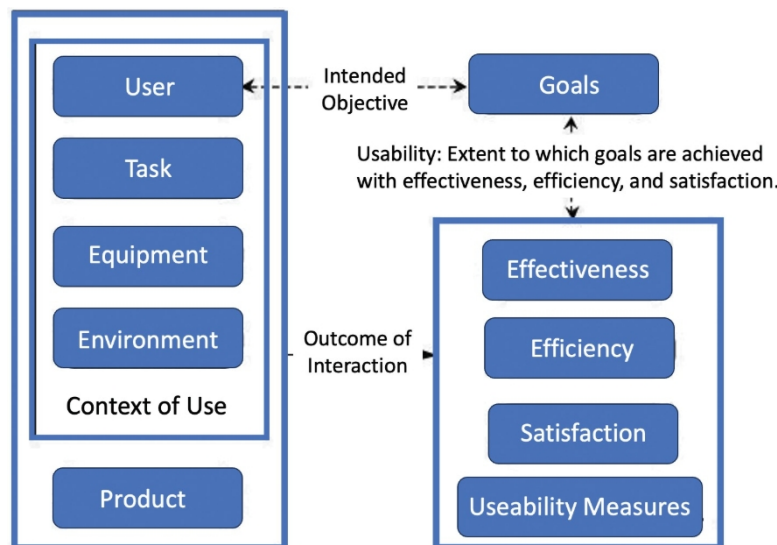 User
Task
Equipment
Environment
Context of Use
Product
Intended
Objective
Goals
Usability: Extent to which goals are achieved
with effectiveness, efficiency, and satisfaction.
Outcome of
Interaction
Effectiveness
Efficiency
Satisfaction
Useability Measures